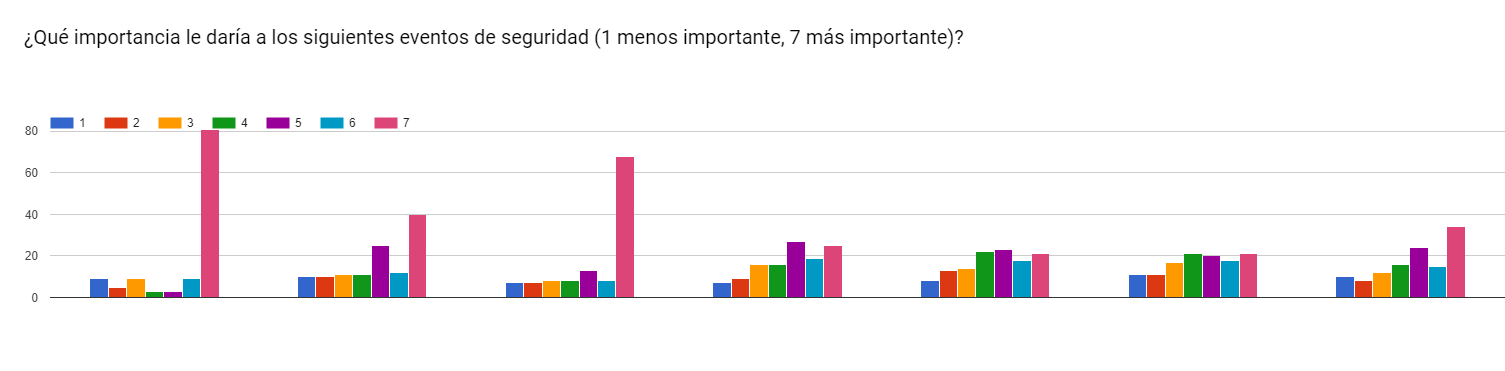 ¿Qué importancia le daría a los siguientes eventos de seguridad (1 menos importante, 7 más importante)?
1 2 3 4 5 6 7
80
60
40
20
0